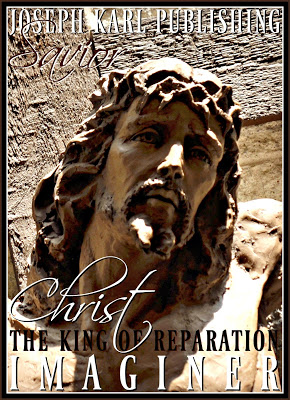 JOSEPH KARL PUBLISHING
Savior
Christ
THE KING OF REPARATION
IMAGINER